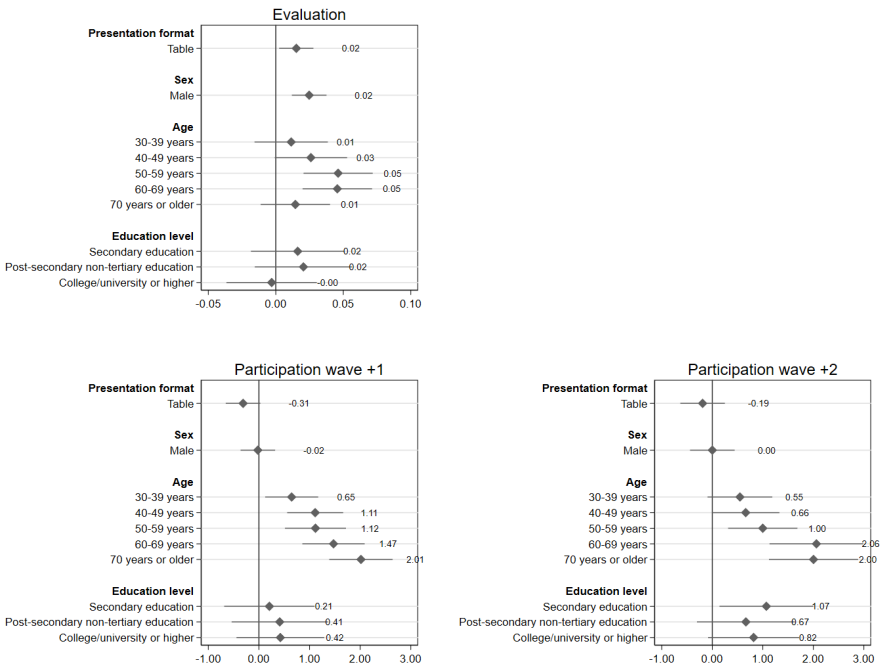 Evaluation
Presentation format
Table 0.02
Sex
Male 0.02
Age
30-39 years 0.01
40-49 years 0.03
50-59 years 0.05
60-69 years 0.05
70 years or older 0.01
Education level
Secondary education 0.02
Post-secondary non-tertiary education 0.02
College/university or higher -0.00
-0.05 0.00 0.05 0.10
Participation wave +1
Presentation format
Table -0.31
Sex
Male -0.02
Age
30-39 years 0.65
40-49 years 1.11
50-59 years 1.12
60-69 years 1.47
70 years or older 2.01
Education level
Secondary education 0.21
Post-secondary non-tertiary education 0.41
College/university or higher 0.42
-1.00 0.00 1.00 2.00 3.00
Participation wave +2
Presentation format
Table -0.19
Sex
Male 0.00
Age
30-39 years 0.55
40-49 years 0.66
50-59 years 1.00
60-69 years 2.06
70 years or older 2.00
Education level
Secondary education 1.07
Post-secondary non-tertiary education 0.67
College/university or higher 0.82
-1.00 0.00 1.00 2.00 3.00